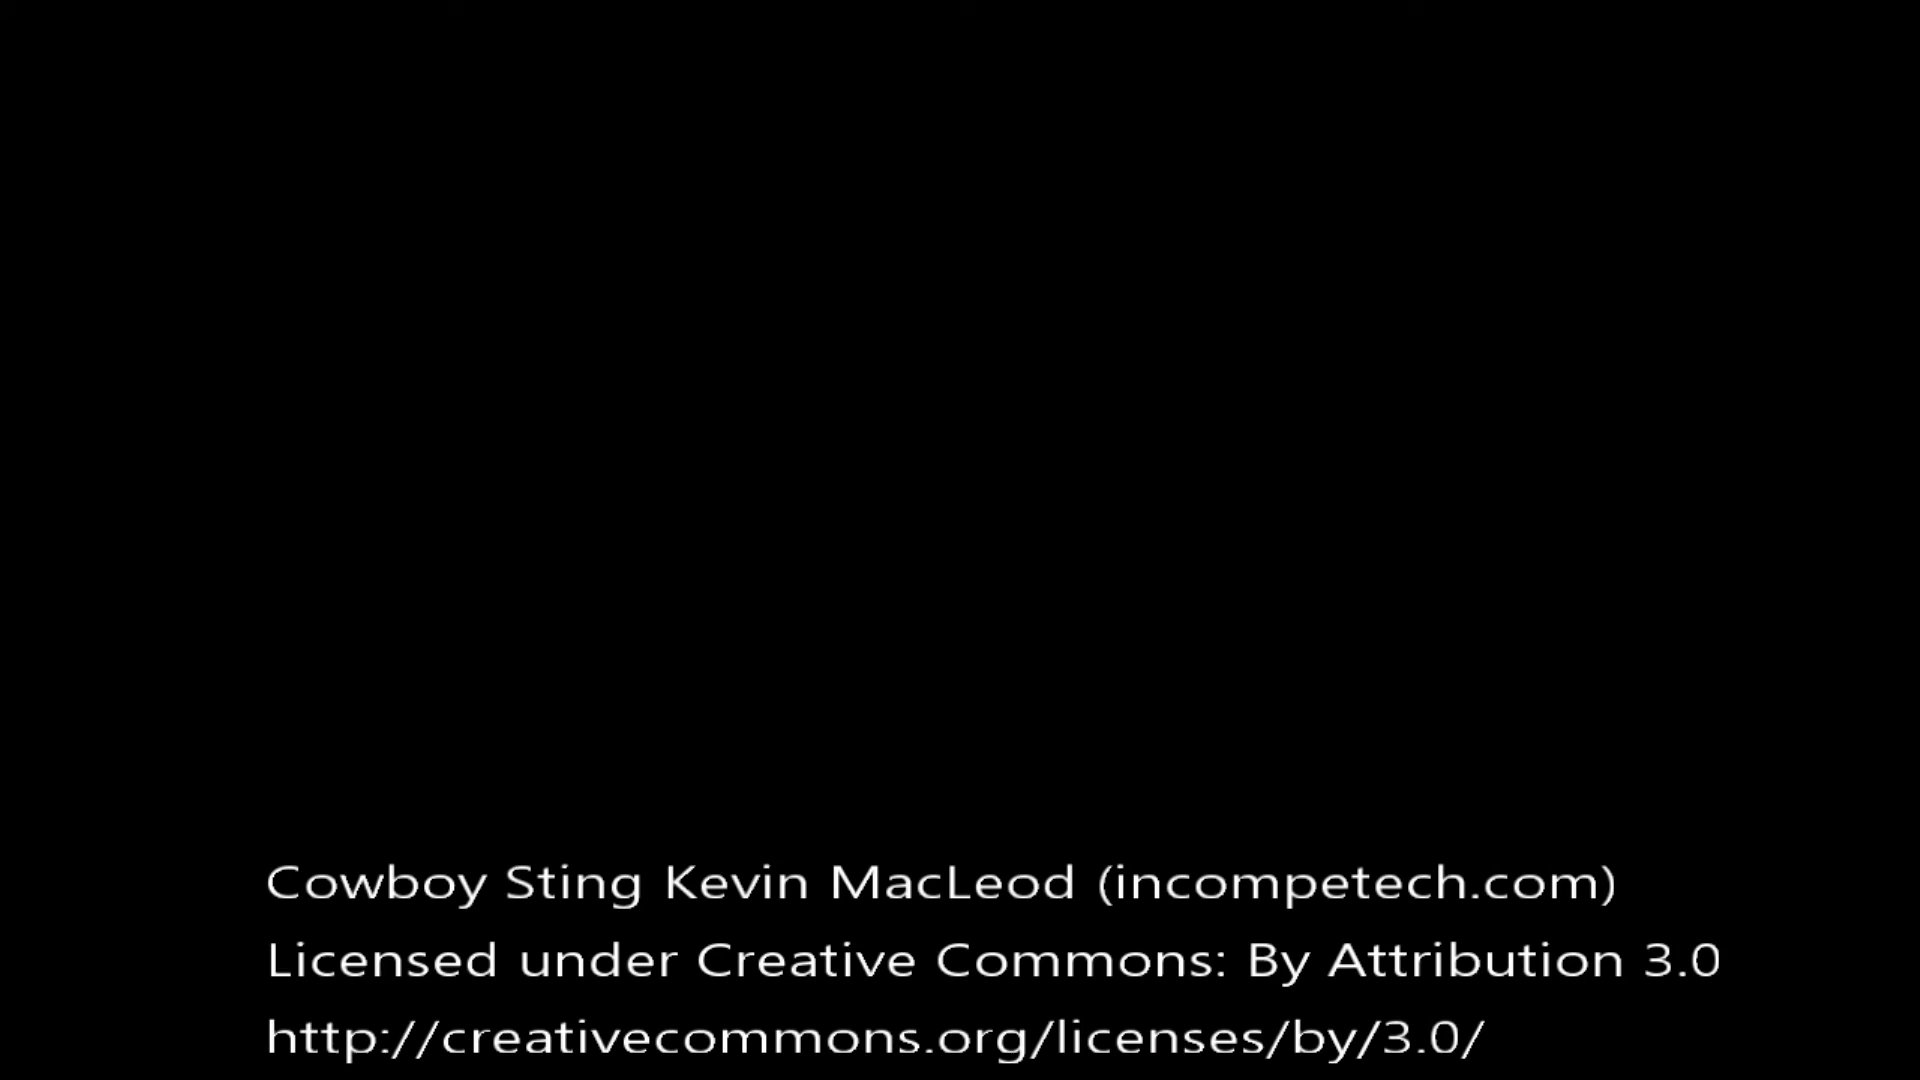 Cowboy Sting Kevin MacLeod (incompetech.com)
Licensed under Creative Commons: By Attribution 3.0
http://creativecommons.org/licenses/by/3.0/